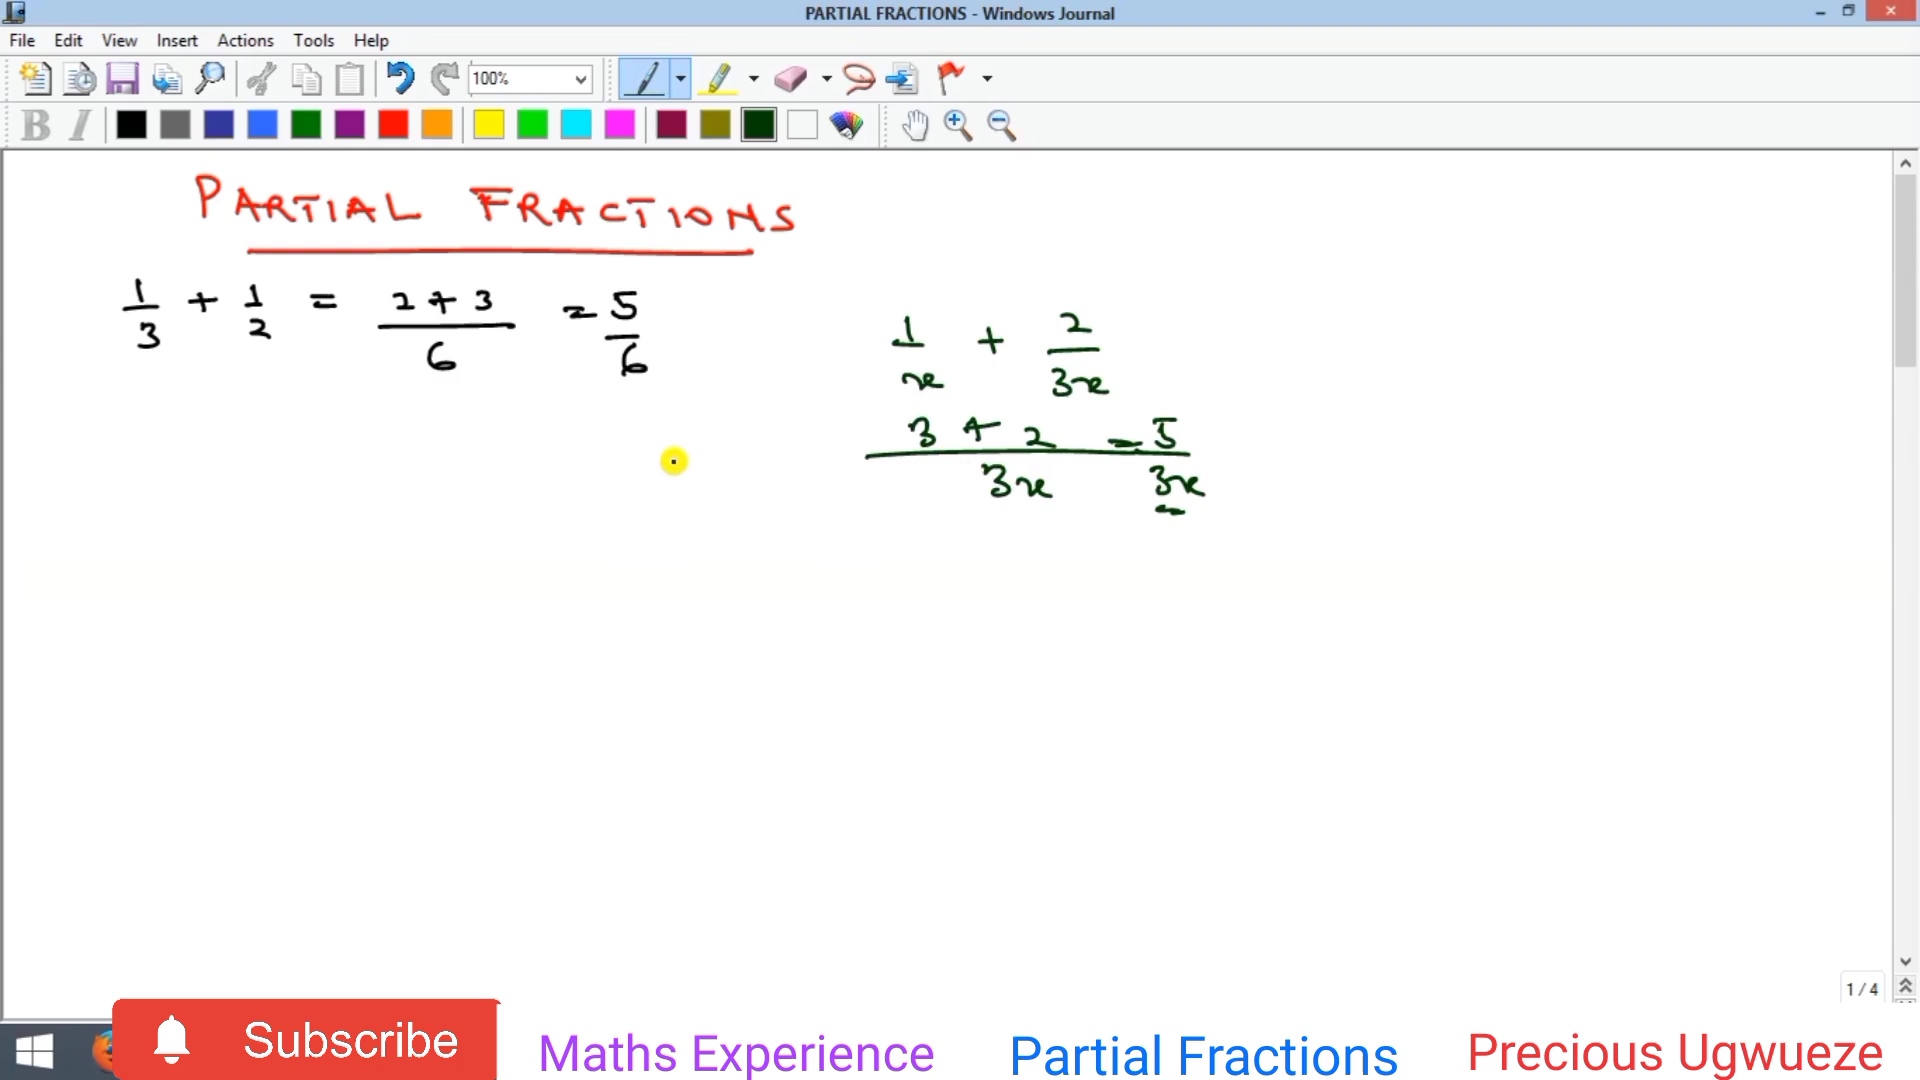 PARTIAL FRACTIONS - Windows Journal
File Edit View Insert Actions Tools Help
100%
B I
PARTIAL FRACTIONS
1/3 + 1/2 = (2 + 3)/6 = 5/6
1/x + 2/3x
(3 + 2)/3x = 5/3x
1 / 4
Subscribe
Maths Experience
Partial Fractions
Precious Ugwueze